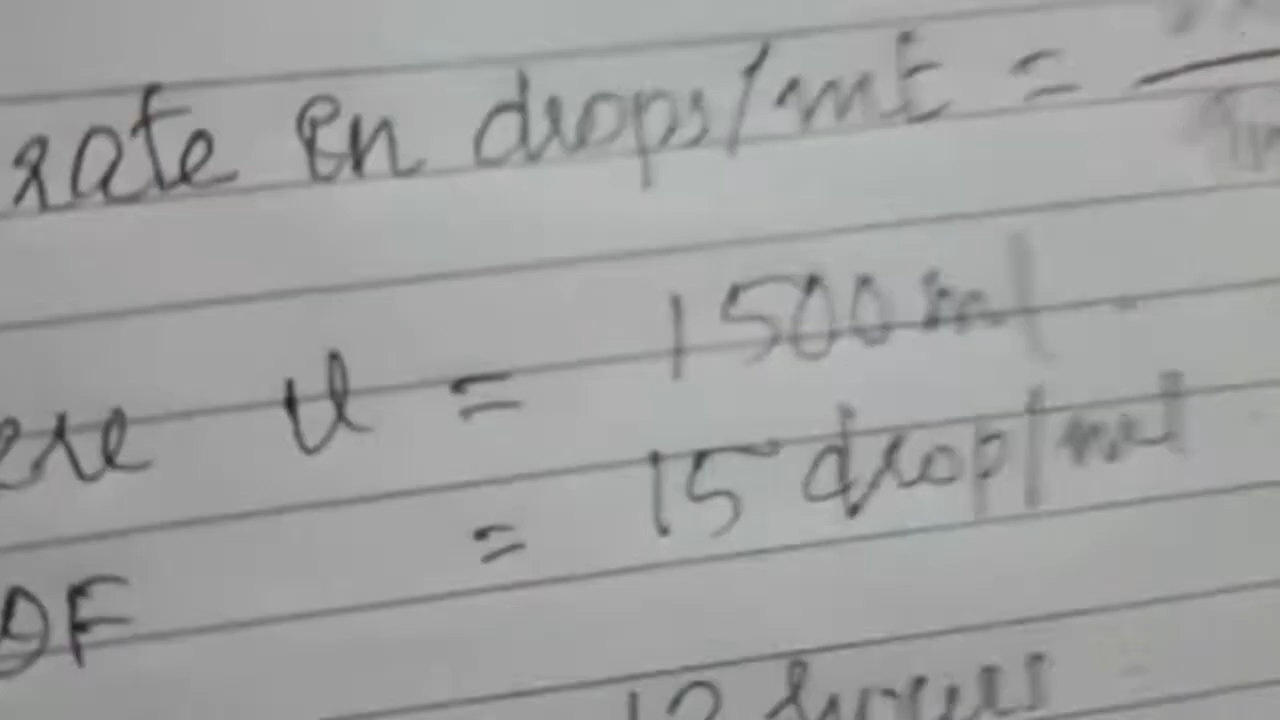 rate in drops/mt =
ere V = 1500 ml
DF = 15 drop/ml
12 hours